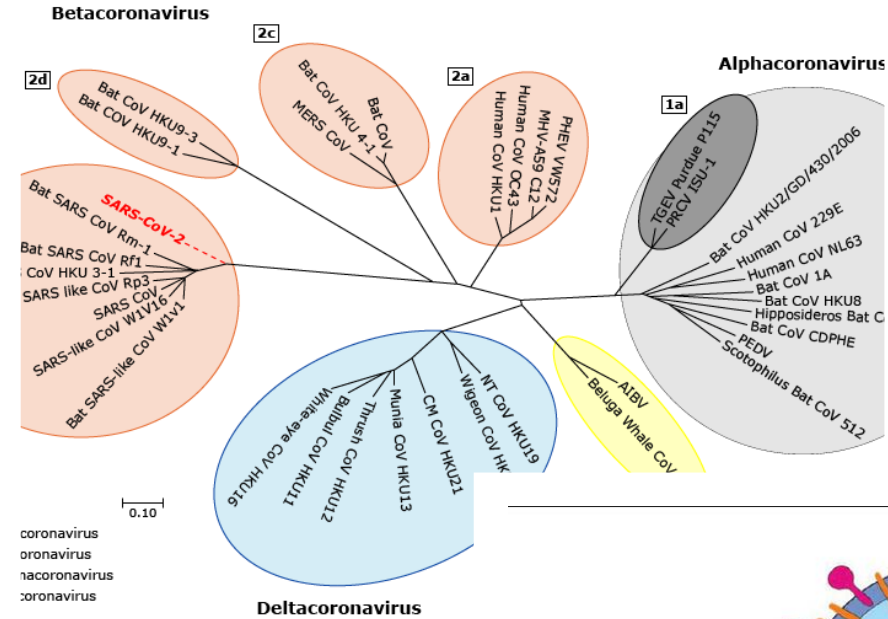 Betacoronavirus
2c
2d
2a
Alphacoronavirus
1a
Bat CoV HKU9-3
Bat CoV HKU9-1
Bat CoV HKU 4-1
Bat CoV
MERS CoV
PHEV VW572
MHV-A59 C12
Human CoV OC43
Human CoV HKU1
TGEV Purdue P115
PRCV ISU-1
Bat CoV HKU2/GD/430/2006
Human CoV 229E
Human CoV NL63
Bat CoV 1A
Bat CoV HKU8
Hipposideros Bat C
Bat CoV CDPHE
PEDV
Scotophilus Bat CoV 512
SARS-CoV-2
Bat SARS CoV Rm-1
Bat SARS CoV Rf1
CoV HKU 3-1
SARS like CoV Rp3
SARS CoV
SARS-like CoV W1V16
Bat SARS-like CoV W1v1
AIBV
Beluga Whale CoV
NT CoV HKU19
Wigeon CoV HK
CM CoV HKU21
Munia CoV HKU13
Thrush CoV HKU12
Bulbul CoV HKU11
White-eye CoV HKU16
0.10
coronavirus
oronavirus
nacoronavirus
coronavirus
Deltacoronavirus